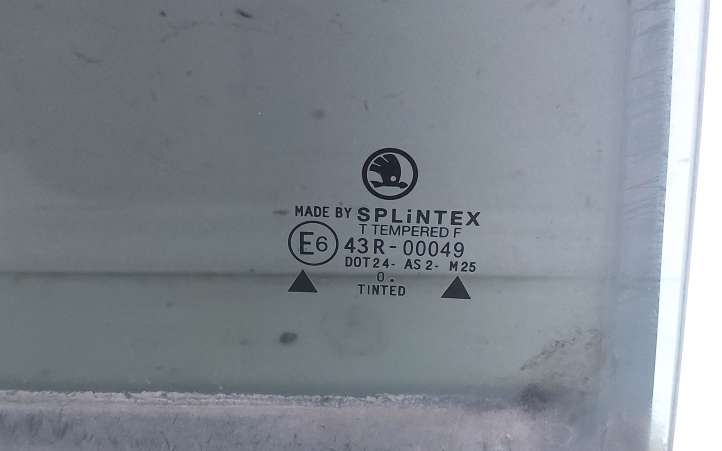 MADE BY SPLiNTEX
T TEMPERED F
E6 43R-00049
DOT24- AS2- M25
0.
TINTED